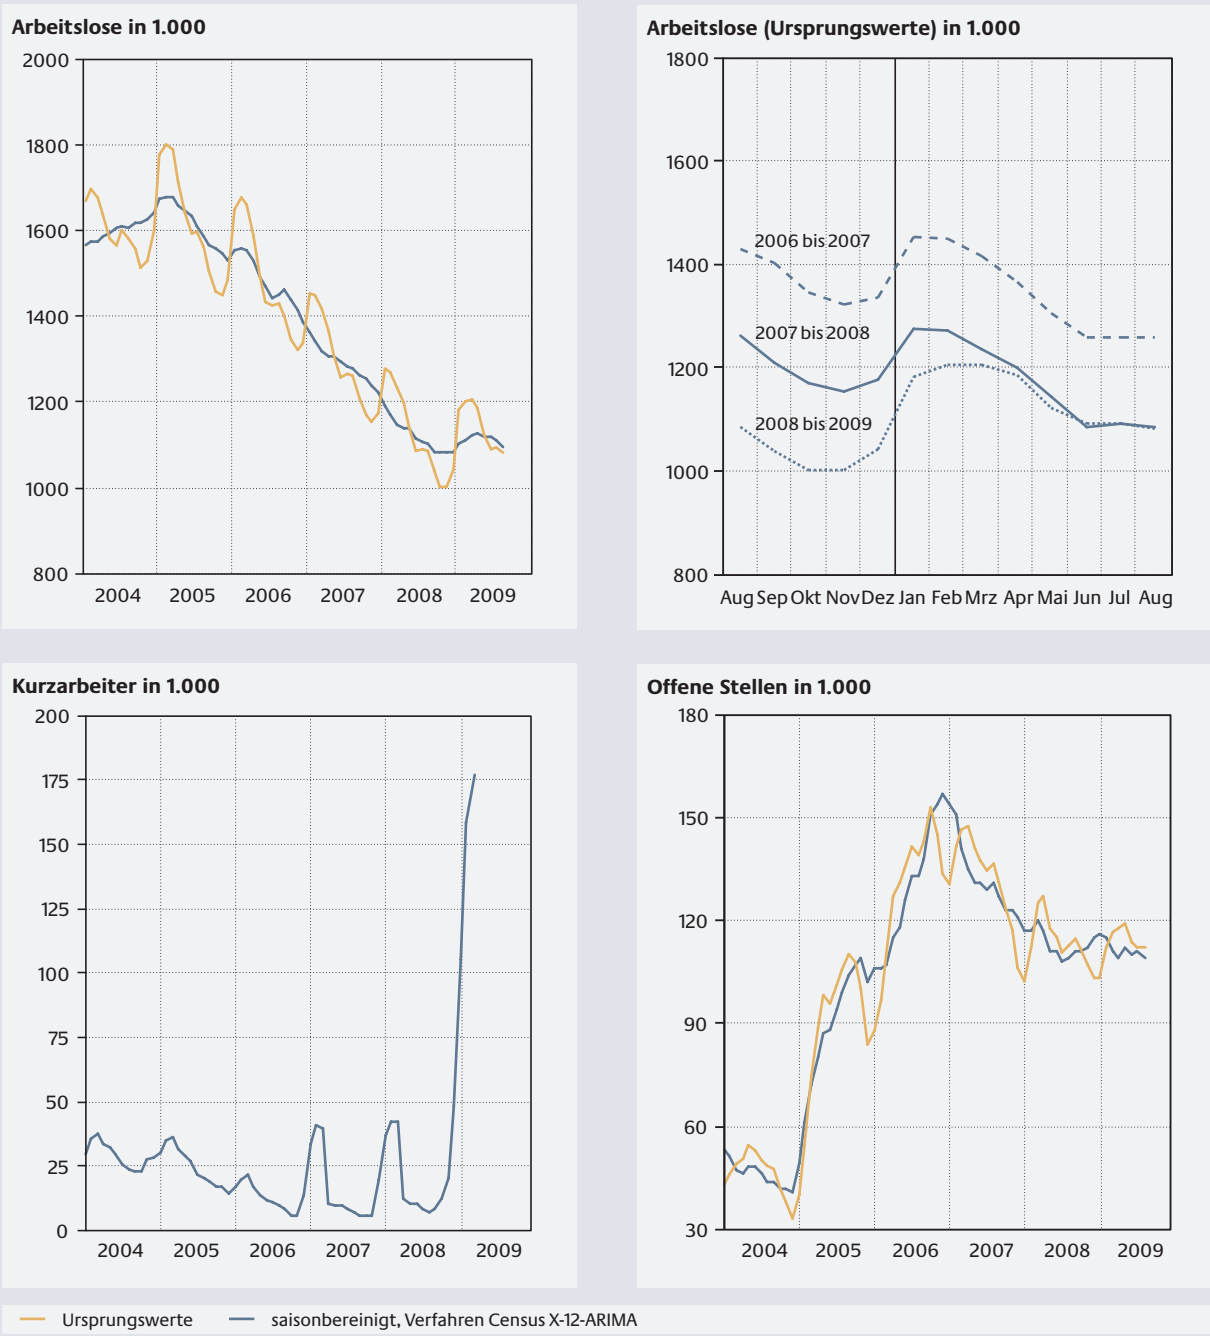 Arbeitslose in 1.000
2000
1800
1600
1400
1200
1000
800
2004 2005 2006 2007 2008 2009
Arbeitslose (Ursprungswerte) in 1.000
1800
1600
1400
1200
1000
800
2006 bis 2007
2007 bis 2008
2008 bis 2009
Aug Sep Okt Nov Dez Jan Feb Mrz Apr Mai Jun Jul Aug
Kurzarbeiter in 1.000
200
175
150
125
100
75
50
25
0
2004 2005 2006 2007 2008 2009
Offene Stellen in 1.000
180
150
120
90
60
30
2004 2005 2006 2007 2008 2009
Ursprungswerte saisonbereinigt, Verfahren Census X-12-ARIMA